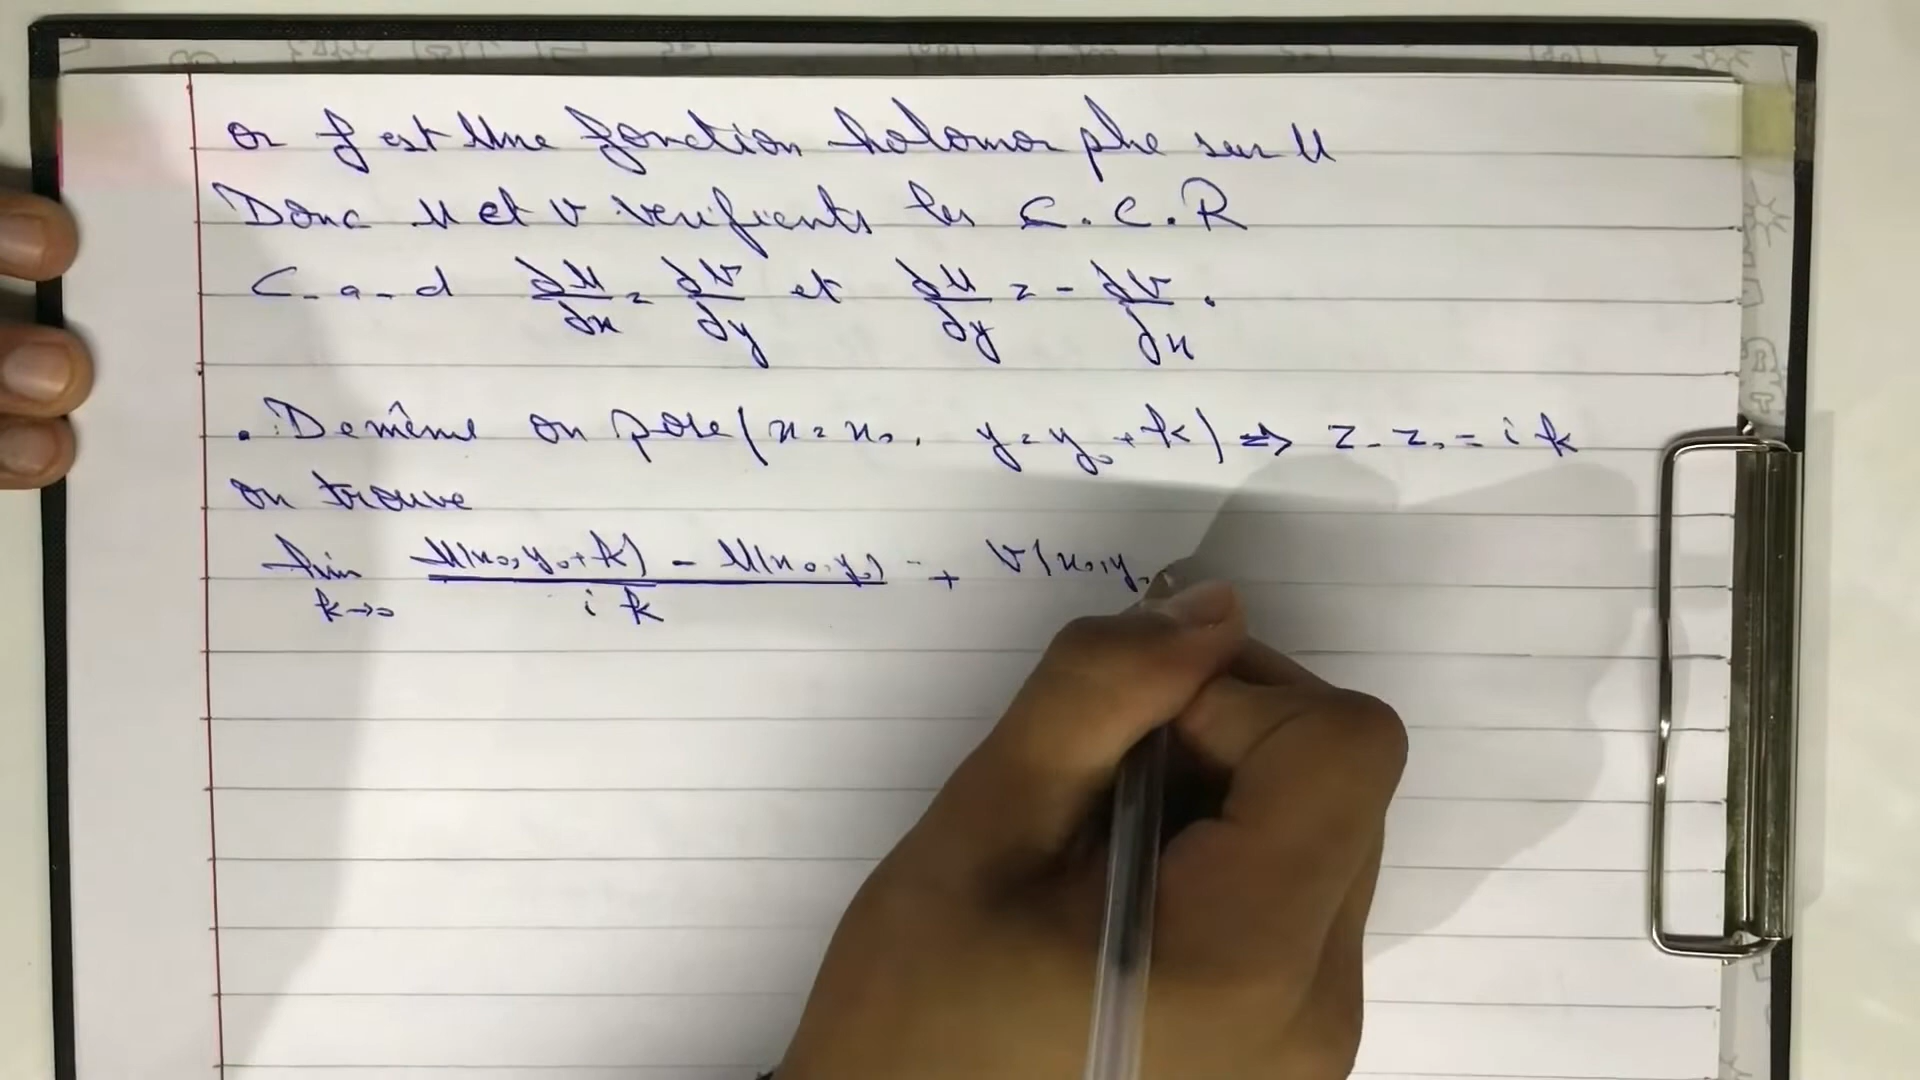 or f est Une fonction holomorphe sur U
Donc U et V verifients les C.C.R
C-a-d ∂U/∂x = ∂V/∂y et ∂U/∂y = - ∂V/∂x .
. De même on pose (x = x₀, y = y₀ + k) => z - z₀ = i k
on trouve
lim k→0 U(x₀, y₀+k) - U(x₀, y₀) / i k + V(x₀, y₀